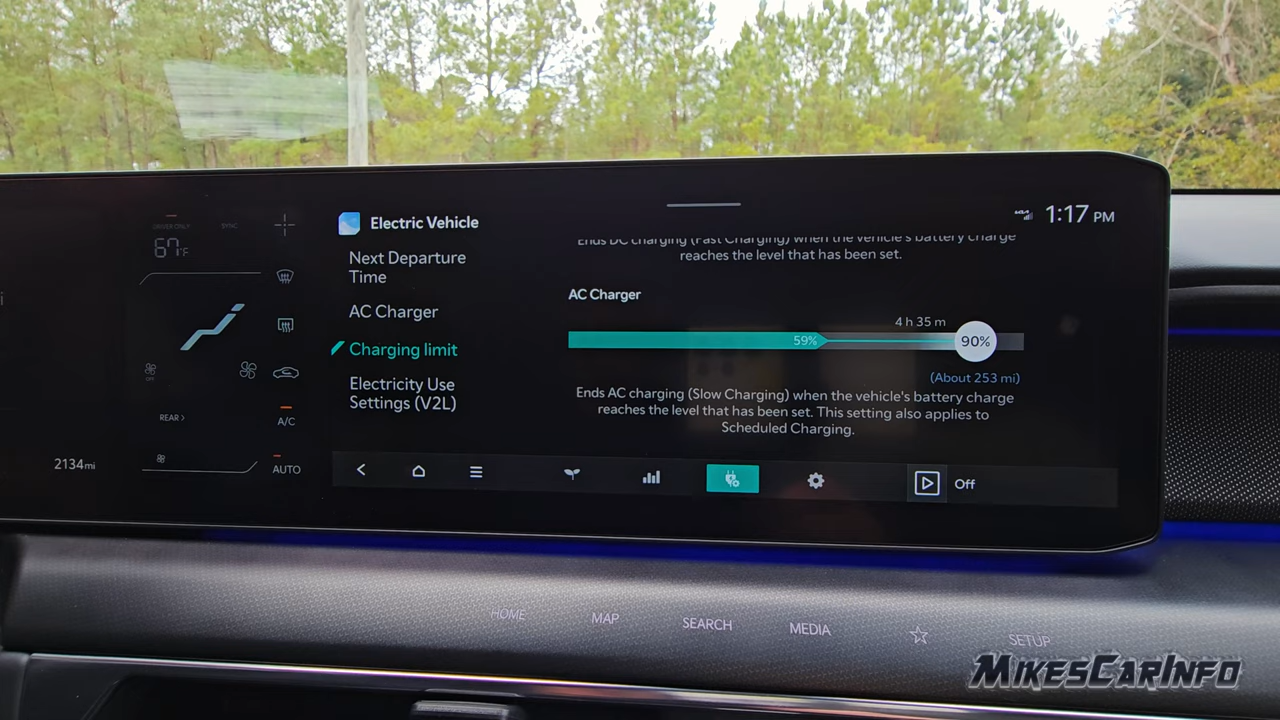 DRIVER ONLY
SYNC
67°F
OFF
REAR >
A/C
AUTO
2134mi
Electric Vehicle
1:17 PM
Next Departure
Time
AC Charger
Charging limit
Electricity Use
Settings (V2L)
Ends DC charging (Fast Charging) when the vehicle's battery charge
reaches the level that has been set.
AC Charger
4 h 35 m
59%
90%
(About 253 mi)
Ends AC charging (Slow Charging) when the vehicle's battery charge
reaches the level that has been set. This setting also applies to
Scheduled Charging.
Off
HOME
MAP
SEARCH
MEDIA
SETUP
MIKESCARINFO